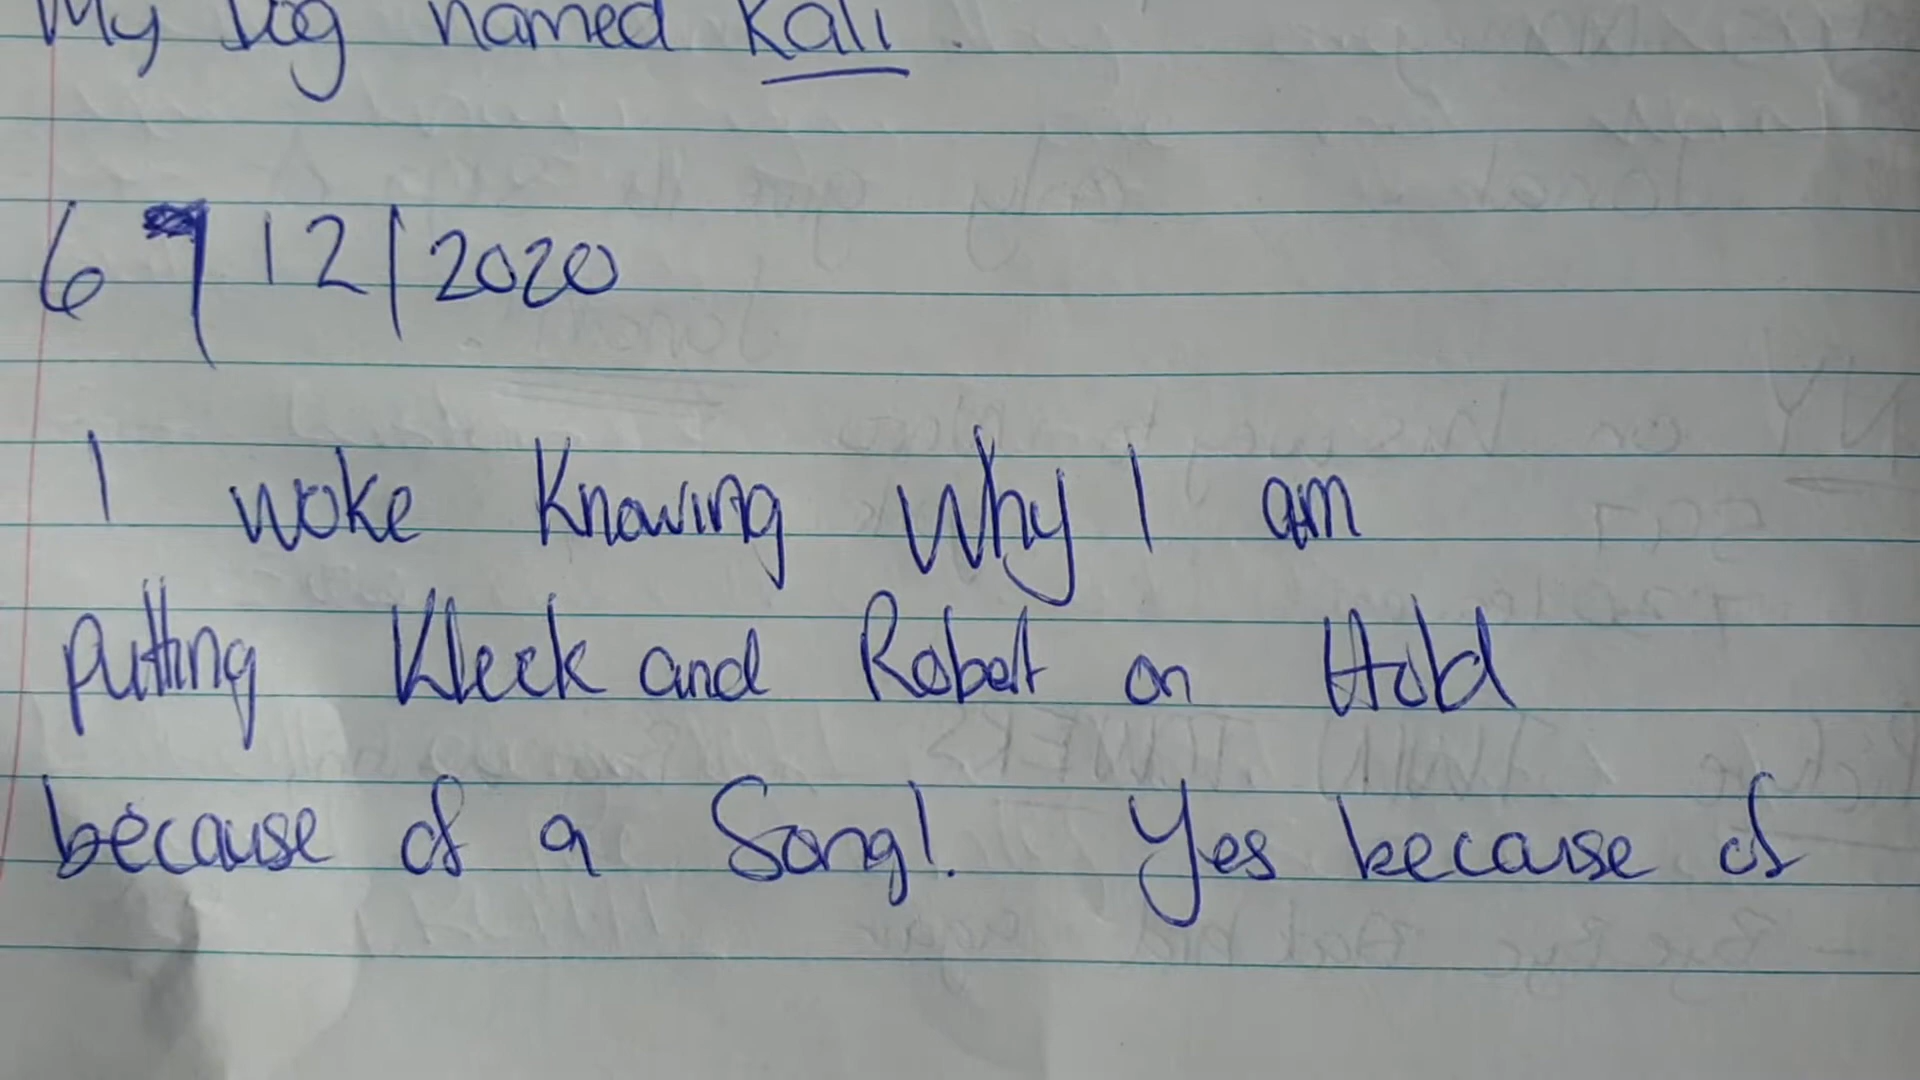 My Dog named Kali.
6/12/2020
I woke Knowing Why I am
putting Kleek and Robert on Hold
because of a Song!. Yes because of